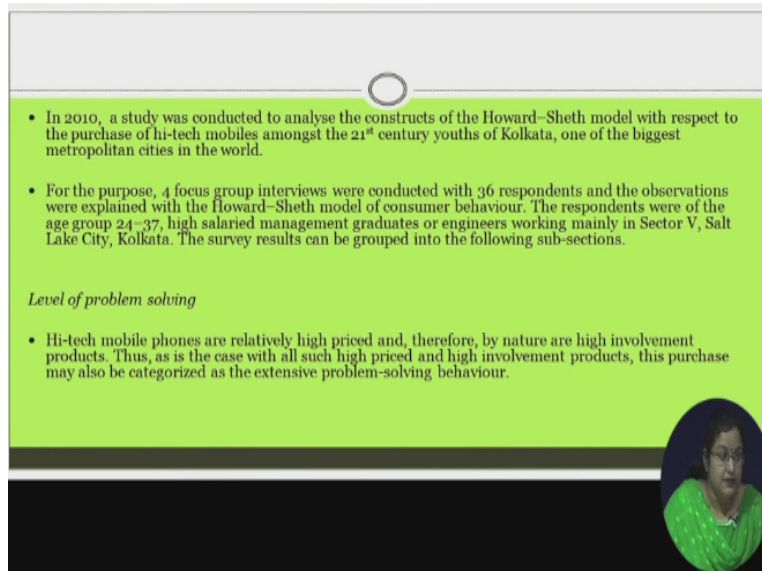 • In 2010, a study was conducted to analyse the constructs of the Howard–Sheth model with respect to
the purchase of hi-tech mobiles amongst the 21st century youths of Kolkata, one of the biggest
metropolitan cities in the world.
• For the purpose, 4 focus group interviews were conducted with 36 respondents and the observations
were explained with the Howard–Sheth model of consumer behaviour. The respondents were of the
age group 24–37, high salaried management graduates or engineers working mainly in Sector V, Salt
Lake City, Kolkata. The survey results can be grouped into the following sub-sections.
Level of problem solving
• Hi-tech mobile phones are relatively high priced and, therefore, by nature are high involvement
products. Thus, as is the case with all such high priced and high involvement products, this purchase
may also be categorized as the extensive problem-solving behaviour.